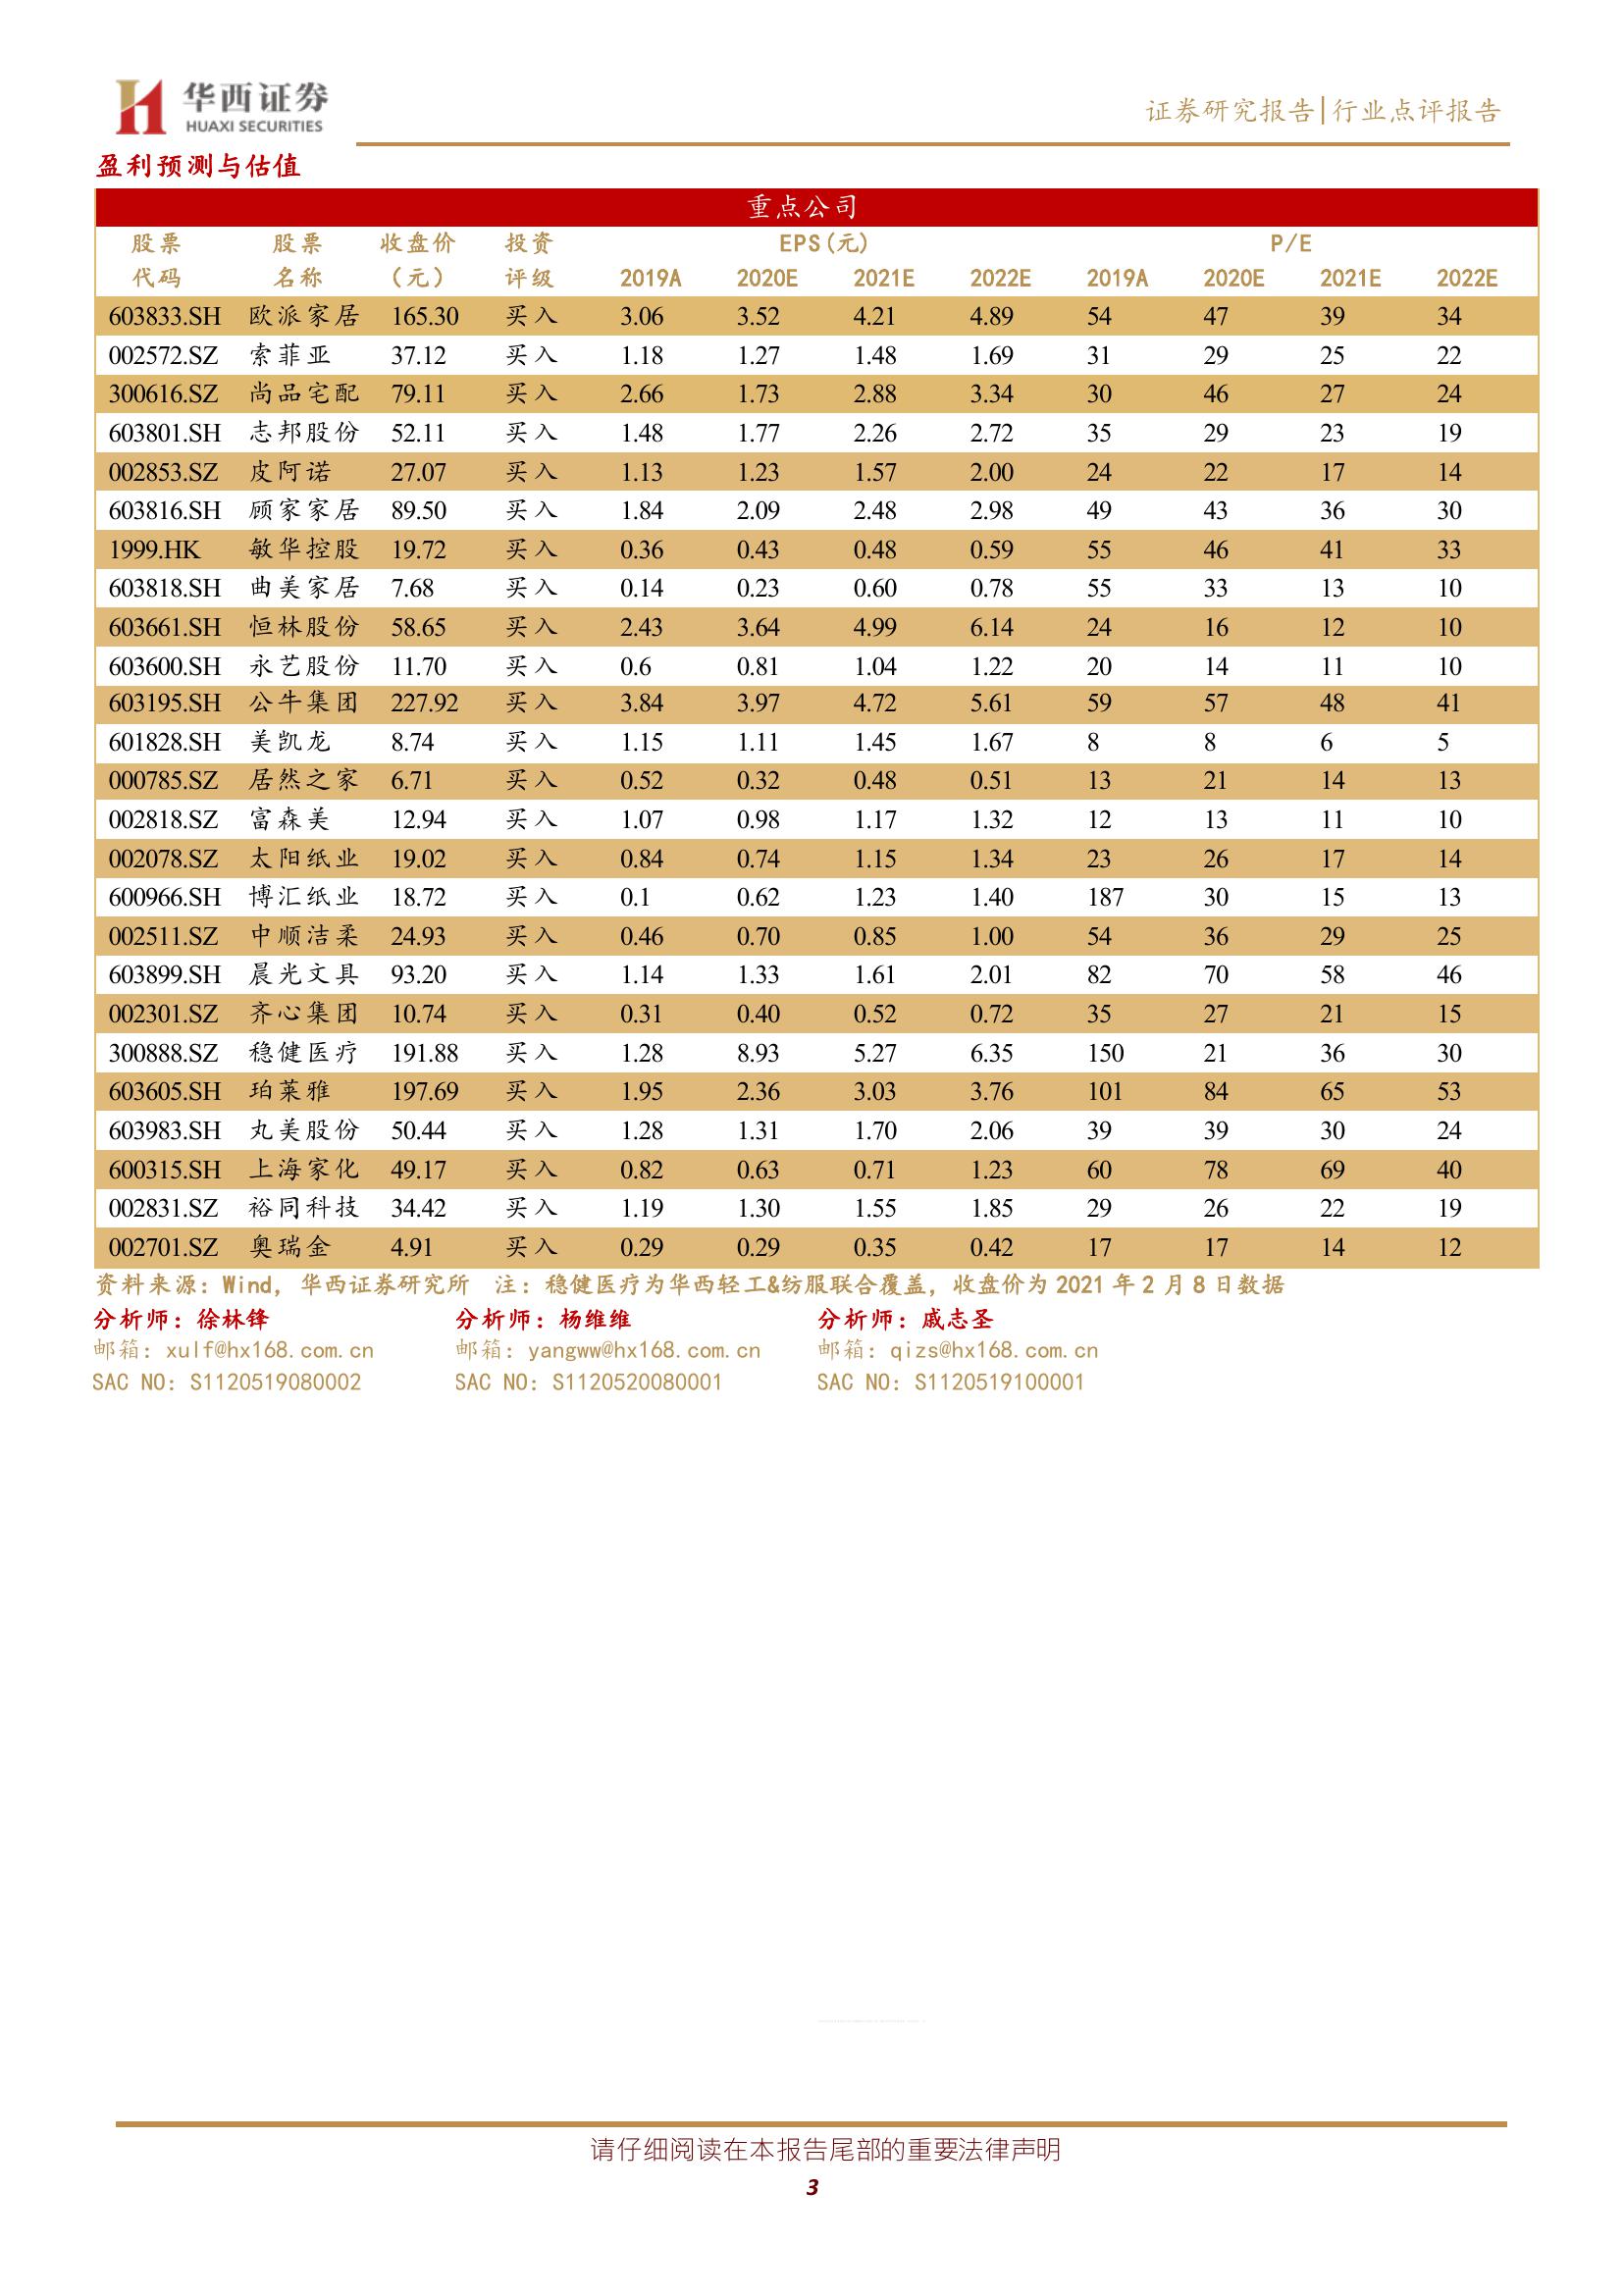 华西证券
HUAXI SECURITIES
证券研究报告|行业点评报告
盈利预测与估值
重点公司
股票 股票 收盘价 投资 EPS(元) P/E
代码 名称 （元） 评级 2019A 2020E 2021E 2022E 2019A 2020E 2021E 2022E
603833.SH 欧派家居 165.30 买入 3.06 3.52 4.21 4.89 54 47 39 34
002572.SZ 索菲亚 37.12 买入 1.18 1.27 1.48 1.69 31 29 25 22
300616.SZ 尚品宅配 79.11 买入 2.66 1.73 2.88 3.34 30 46 27 24
603801.SH 志邦股份 52.11 买入 1.48 1.77 2.26 2.72 35 29 23 19
002853.SZ 皮阿诺 27.07 买入 1.13 1.23 1.57 2.00 24 22 17 14
603816.SH 顾家家居 89.50 买入 1.84 2.09 2.48 2.98 49 43 36 30
1999.HK 敏华控股 19.72 买入 0.36 0.43 0.48 0.59 55 46 41 33
603818.SH 曲美家居 7.68 买入 0.14 0.23 0.60 0.78 55 33 13 10
603661.SH 恒林股份 58.65 买入 2.43 3.64 4.99 6.14 24 16 12 10
603600.SH 永艺股份 11.70 买入 0.6 0.81 1.04 1.22 20 14 11 10
603195.SH 公牛集团 227.92 买入 3.84 3.97 4.72 5.61 59 57 48 41
601828.SH 美凯龙 8.74 买入 1.15 1.11 1.45 1.67 8 8 6 5
000785.SZ 居然之家 6.71 买入 0.52 0.32 0.48 0.51 13 21 14 13
002818.SZ 富森美 12.94 买入 1.07 0.98 1.17 1.32 12 13 11 10
002078.SZ 太阳纸业 19.02 买入 0.84 0.74 1.15 1.34 23 26 17 14
600966.SH 博汇纸业 18.72 买入 0.1 0.62 1.23 1.40 187 30 15 13
002511.SZ 中顺洁柔 24.93 买入 0.46 0.70 0.85 1.00 54 36 29 25
603899.SH 晨光文具 93.20 买入 1.14 1.33 1.61 2.01 82 70 58 46
002301.SZ 齐心集团 10.74 买入 0.31 0.40 0.52 0.72 35 27 21 15
300888.SZ 稳健医疗 191.88 买入 1.28 8.93 5.27 6.35 150 21 36 30
603605.SH 珀莱雅 197.69 买入 1.95 2.36 3.03 3.76 101 84 65 53
603983.SH 丸美股份 50.44 买入 1.28 1.31 1.70 2.06 39 39 30 24
600315.SH 上海家化 49.17 买入 0.82 0.63 0.71 1.23 60 78 69 40
002831.SZ 裕同科技 34.42 买入 1.19 1.30 1.55 1.85 29 26 22 19
002701.SZ 奥瑞金 4.91 买入 0.29 0.29 0.35 0.42 17 17 14 12
资料来源：Wind，华西证券研究所 注：稳健医疗为华西轻工&纺服联合覆盖，收盘价为 2021 年 2 月 8 日数据
分析师：徐林锋 分析师：杨维维 分析师：戚志圣
邮箱：xulf@hx168.com.cn 邮箱：yangww@hx168.com.cn 邮箱：qizs@hx168.com.cn
SAC NO：S1120519080002 SAC NO：S1120520080001 SAC NO：S1120519100001
请仔细阅读在本报告尾部的重要法律声明
3